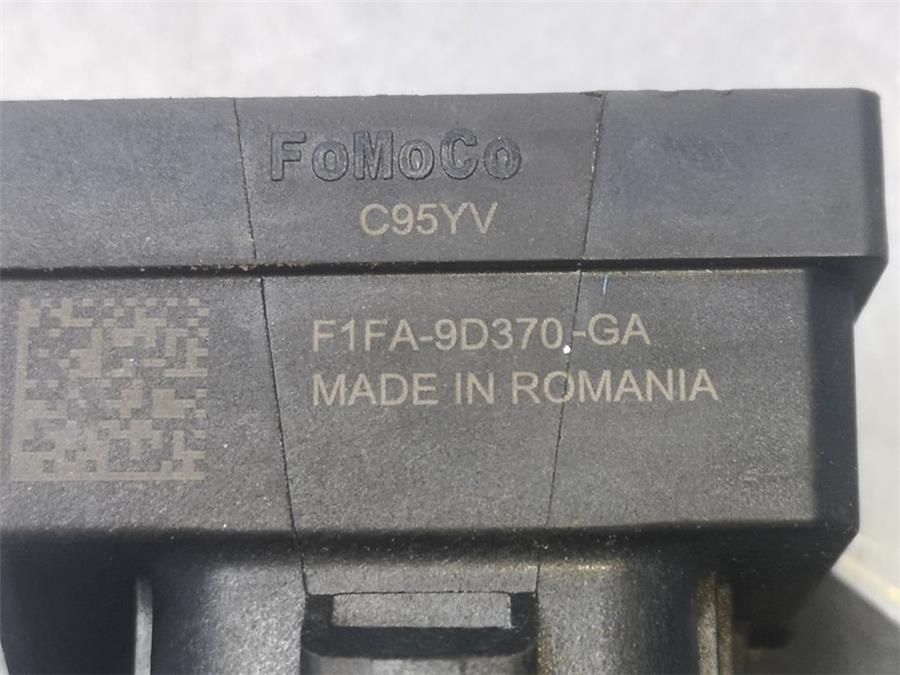 FoMoCo
C95YV
F1FA-9D370-GA
MADE IN ROMANIA